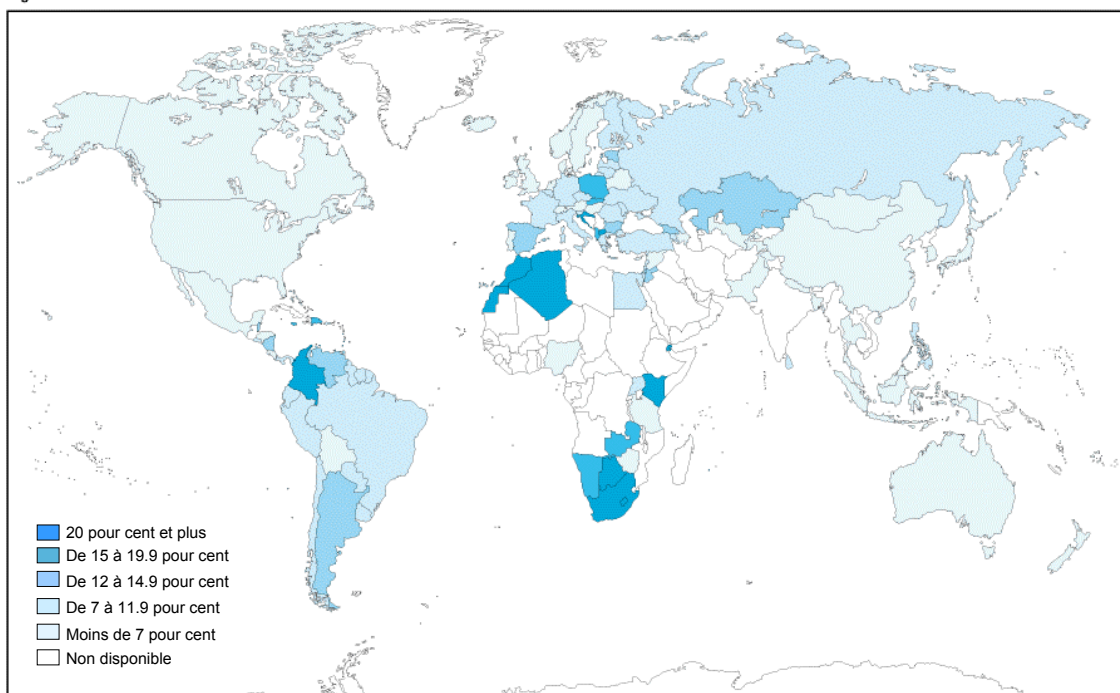 20 pour cent et plus
De 15 à 19.9 pour cent
De 12 à 14.9 pour cent
De 7 à 11.9 pour cent
Moins de 7 pour cent
Non disponible